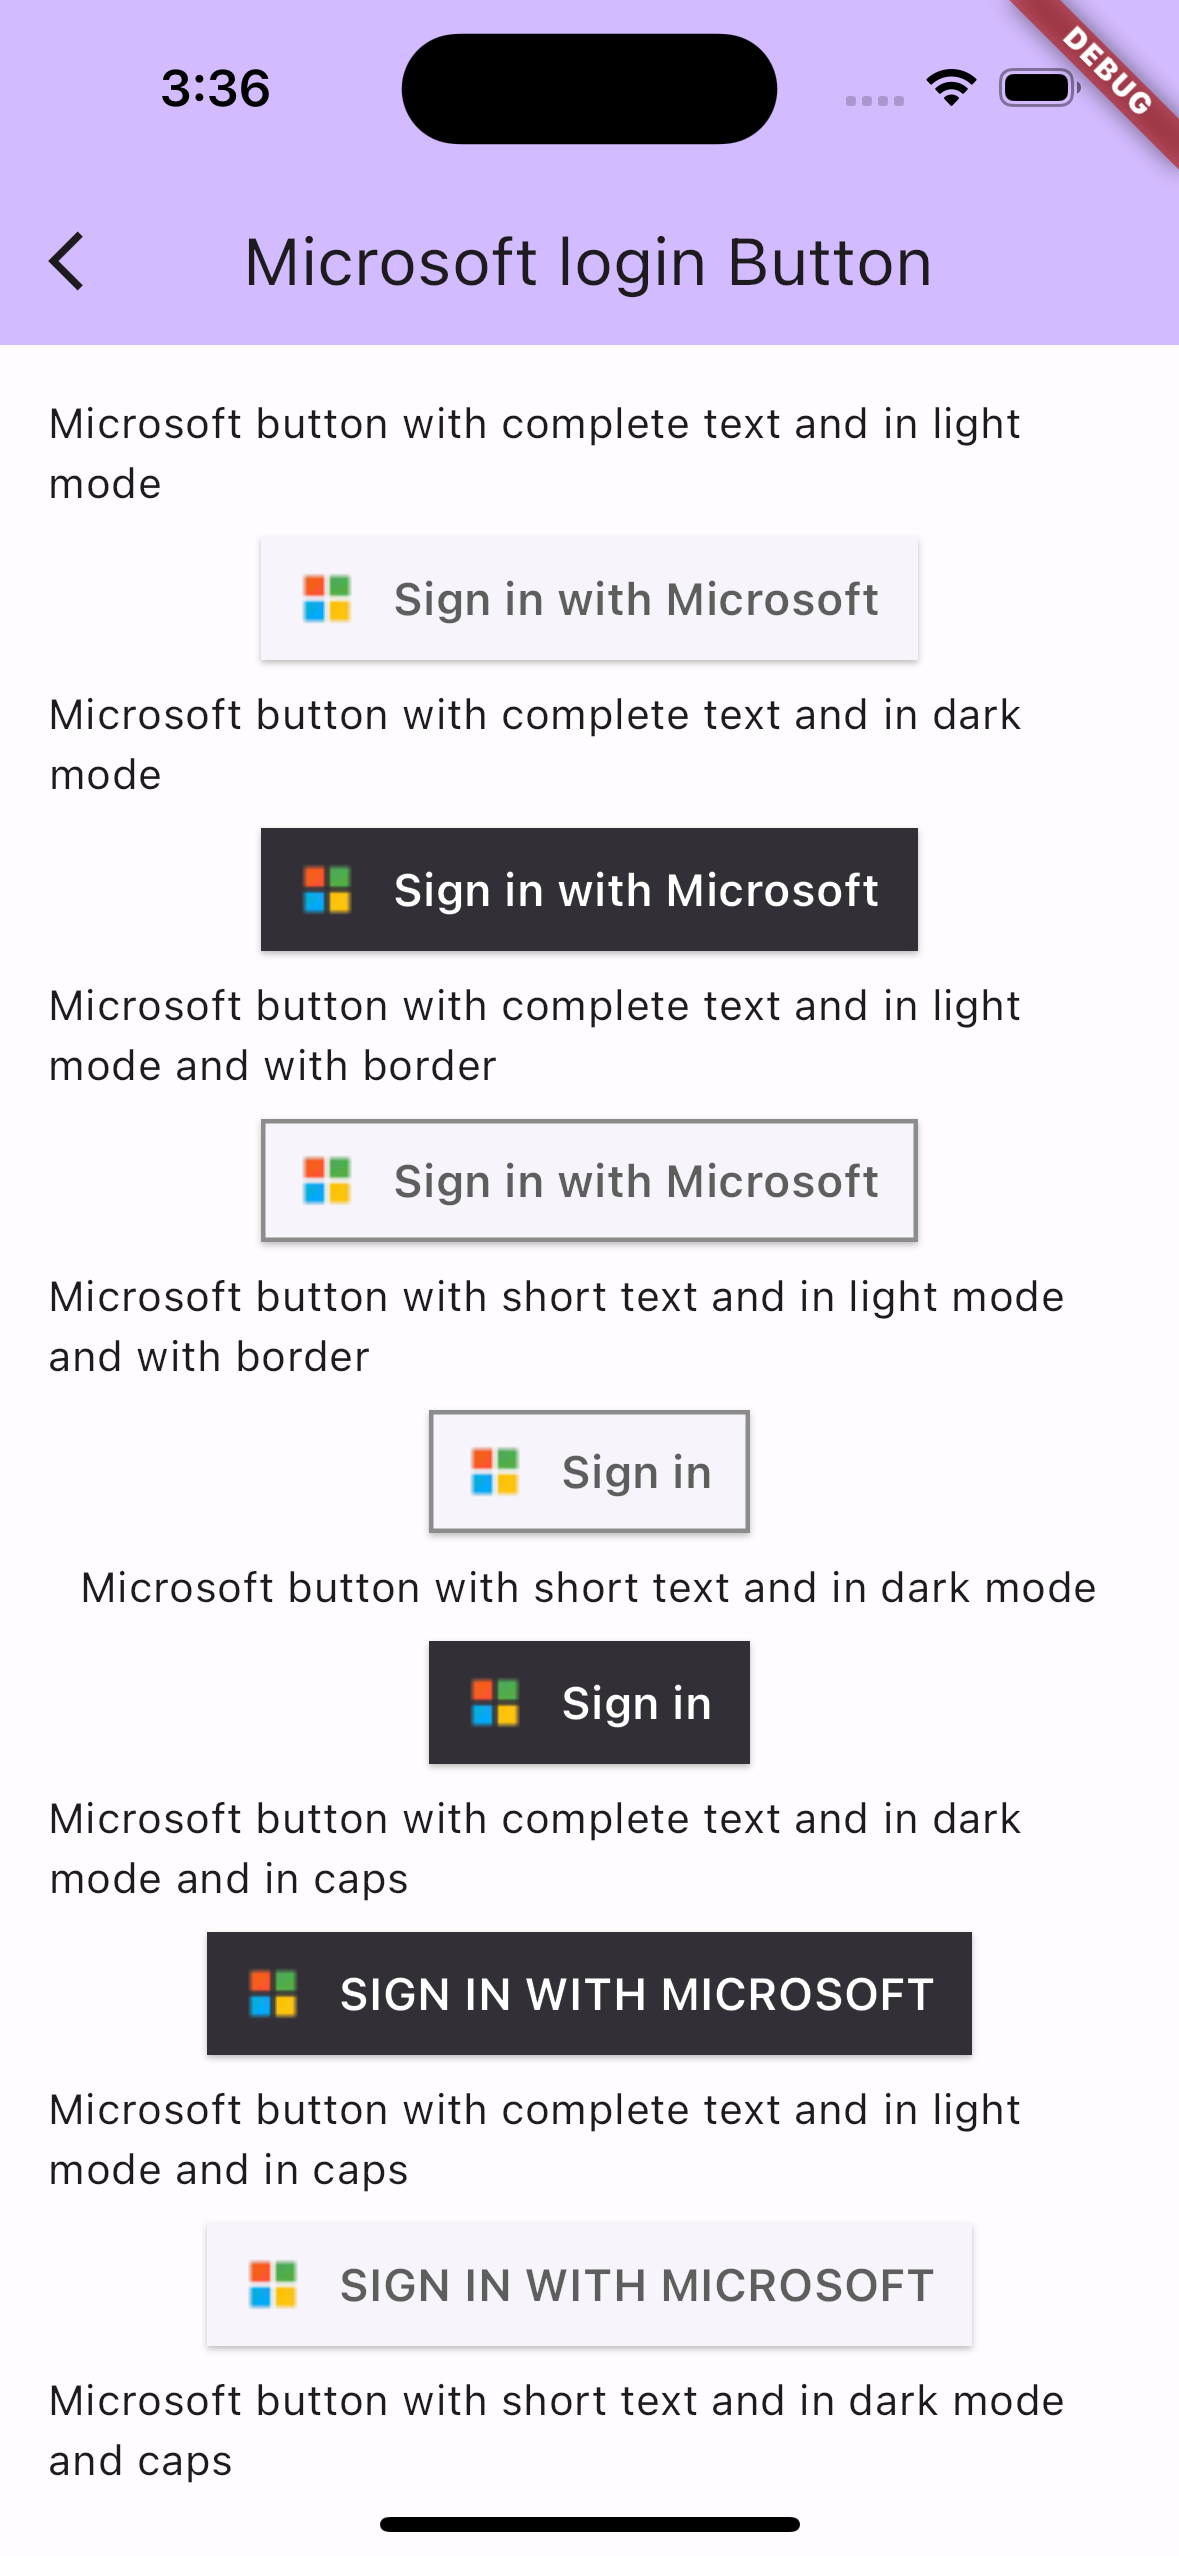 3:36
DEBUG
Microsoft login Button
Microsoft button with complete text and in light
mode
Sign in with Microsoft
Microsoft button with complete text and in dark
mode
Sign in with Microsoft
Microsoft button with complete text and in light
mode and with border
Sign in with Microsoft
Microsoft button with short text and in light mode
and with border
Sign in
Microsoft button with short text and in dark mode
Sign in
Microsoft button with complete text and in dark
mode and in caps
SIGN IN WITH MICROSOFT
Microsoft button with complete text and in light
mode and in caps
SIGN IN WITH MICROSOFT
Microsoft button with short text and in dark mode
and caps